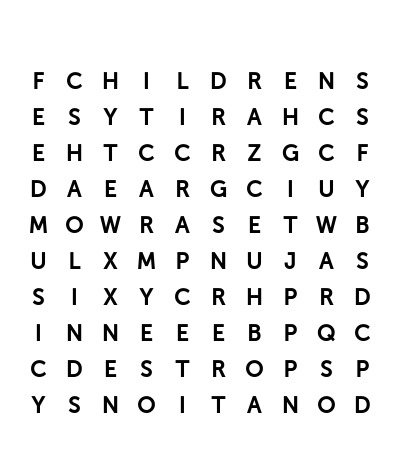 F C H I L D R E N S
E S Y T I R A H C S
E H T C C R Z G C F
D A E A R G C I U Y
M O W R A S E T W B
U L X M P N U J A S
S I X Y C R H P R D
I N N E E E B P Q C
C D E S T R O P S P
Y S N O I T A N O D